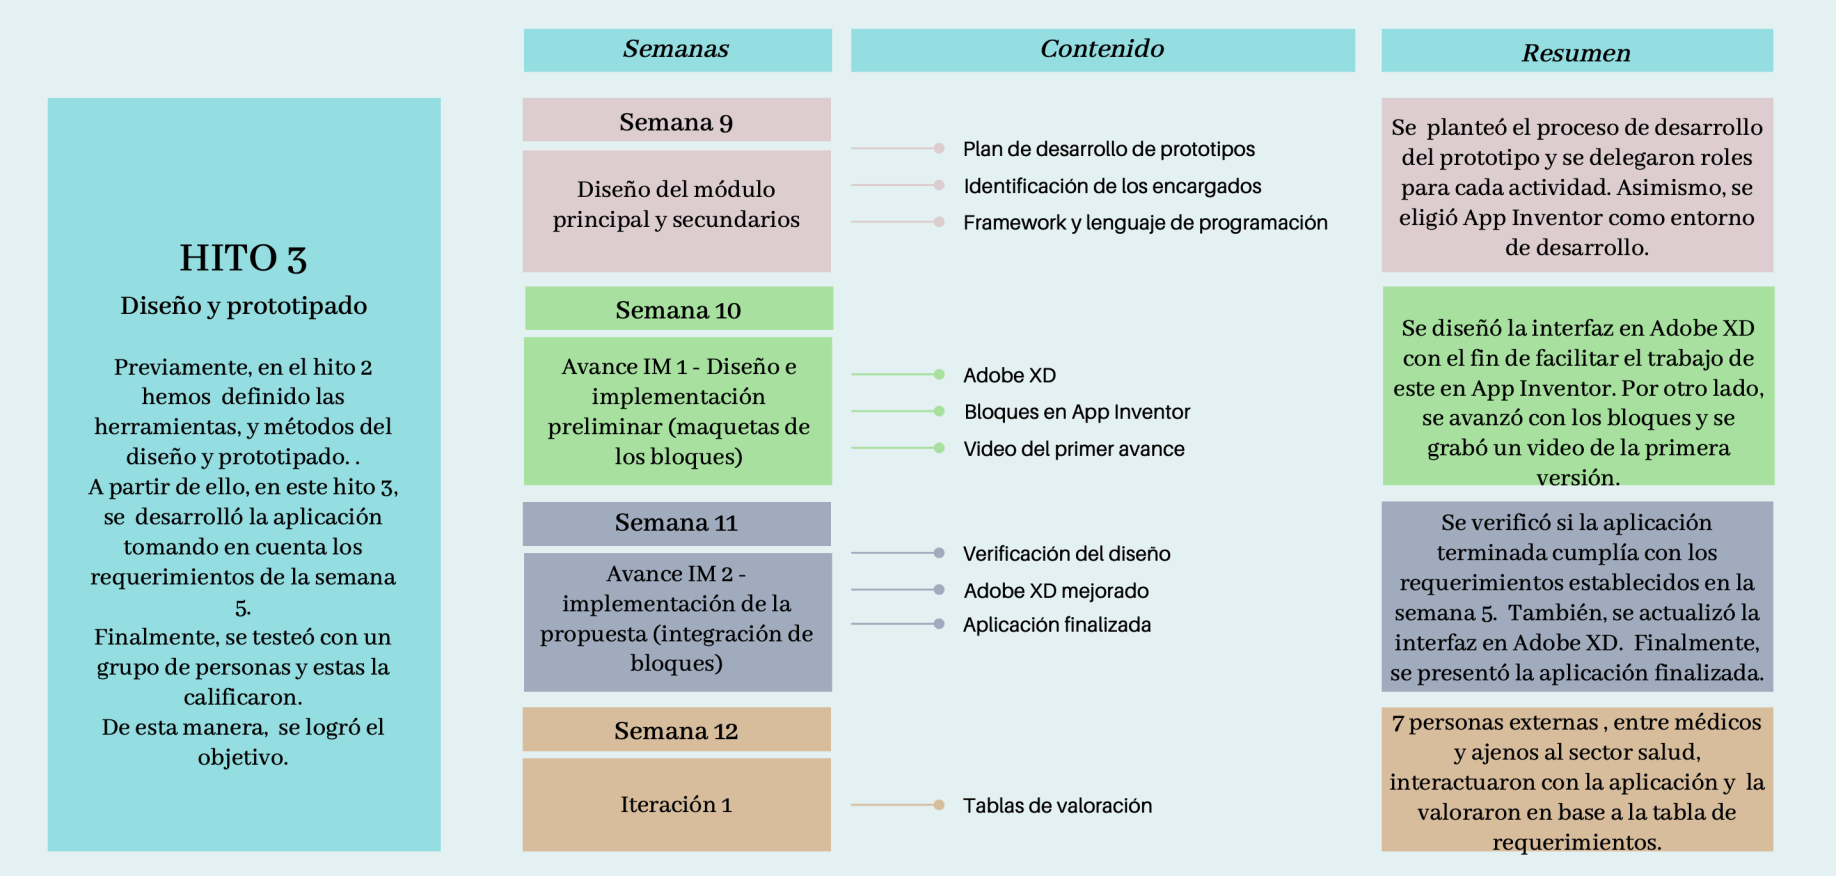 Semanas
Contenido
Resumen
HITO 3
Diseño y prototipado
Previamente, en el hito 2
hemos definido las
herramientas, y métodos del
diseño y prototipado. .
A partir de ello, en este hito 3,
se desarrolló la aplicación
tomando en cuenta los
requerimientos de la semana
5.
Finalmente, se testeó con un
grupo de personas y estas la
calificaron.
De esta manera, se logró el
objetivo.
Semana 9
Diseño del módulo
principal y secundarios
Plan de desarrollo de prototipos
Identificación de los encargados
Framework y lenguaje de programación
Se planteó el proceso de desarrollo
del prototipo y se delegaron roles
para cada actividad. Asimismo, se
eligió App Inventor como entorno
de desarrollo.
Semana 10
Avance IM 1 - Diseño e
implementación
preliminar (maquetas de
los bloques)
Adobe XD
Bloques en App Inventor
Video del primer avance
Se diseñó la interfaz en Adobe XD
con el fin de facilitar el trabajo de
este en App Inventor. Por otro lado,
se avanzó con los bloques y se
grabó un video de la primera
versión.
Semana 11
Avance IM 2 -
implementación de la
propuesta (integración de
bloques)
Verificación del diseño
Adobe XD mejorado
Aplicación finalizada
Se verificó si la aplicación
terminada cumplía con los
requerimientos establecidos en la
semana 5. También, se actualizó la
interfaz en Adobe XD. Finalmente,
se presentó la aplicación finalizada.
Semana 12
Iteración 1
Tablas de valoración
7 personas externas , entre médicos
y ajenos al sector salud,
interactuaron con la aplicación y la
valoraron en base a la tabla de
requerimientos.